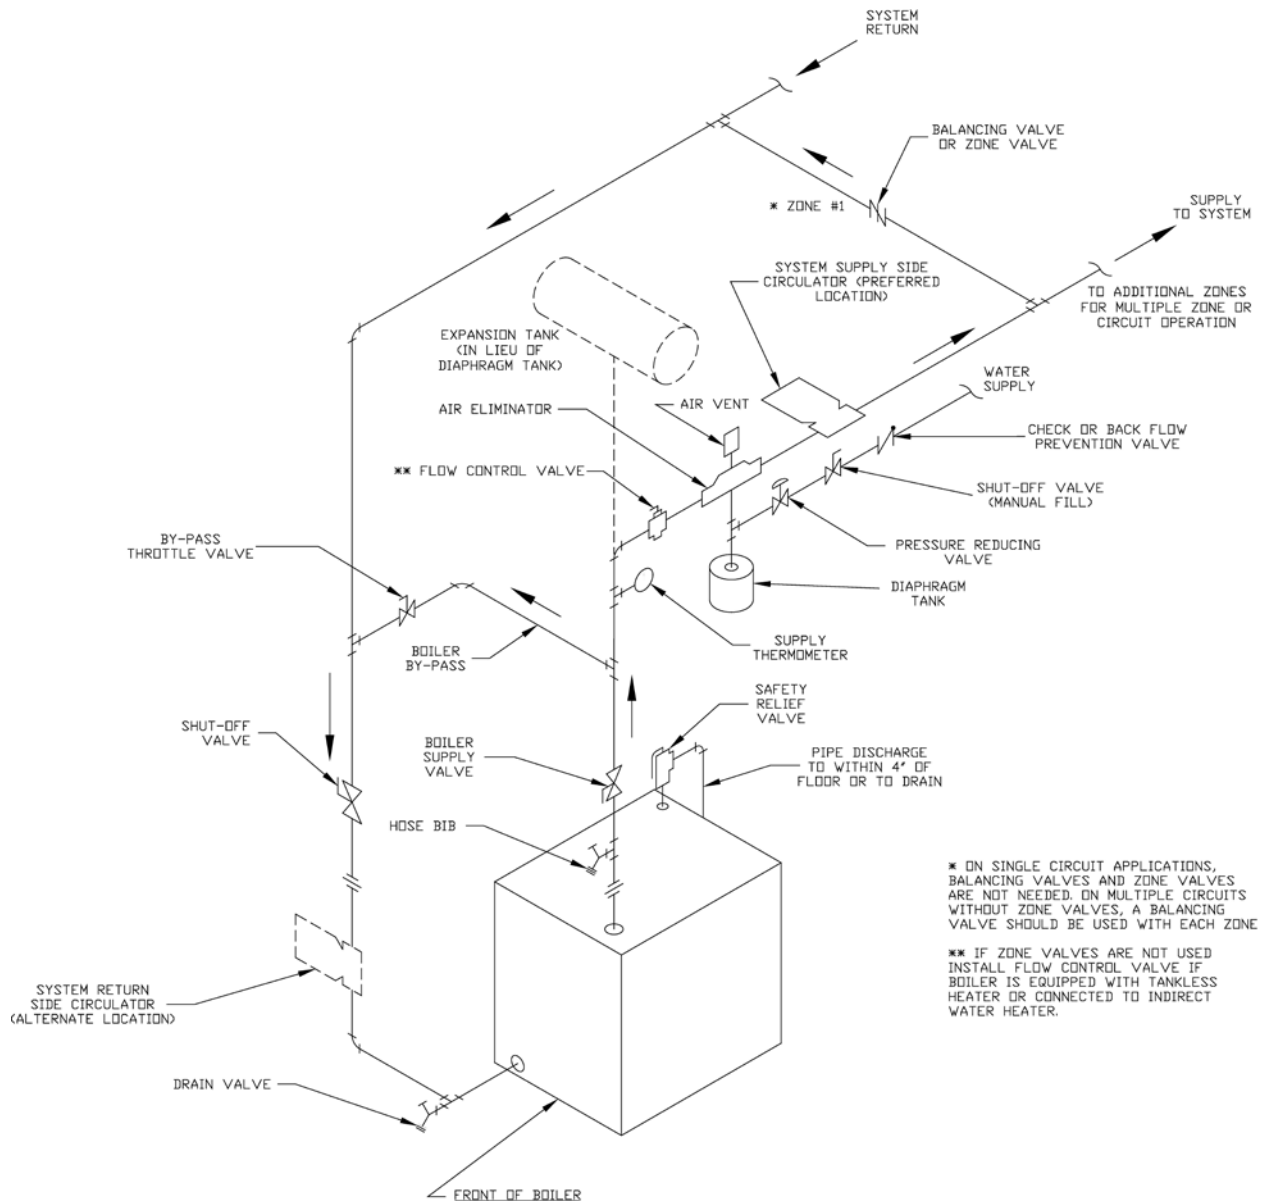 SYSTEM
RETURN
BALANCING VALVE
OR ZONE VALVE
* ZONE #1
SUPPLY
TO SYSTEM
SYSTEM SUPPLY SIDE
CIRCULATOR (PREFERRED
LOCATION)
TO ADDITIONAL ZONES
FOR MULTIPLE ZONE OR
CIRCUIT OPERATION
EXPANSION TANK
(IN LIEU OF
DIAPHRAGM TANK)
WATER
SUPPLY
AIR ELIMINATOR
AIR VENT
CHECK OR BACK FLOW
PREVENTION VALVE
** FLOW CONTROL VALVE
SHUT-OFF VALVE
(MANUAL FILL)
BY-PASS
THROTTLE VALVE
PRESSURE REDUCING
VALVE
DIAPHRAGM
TANK
BOILER
BY-PASS
SUPPLY
THERMOMETER
SAFETY
RELIEF
VALVE
SHUT-OFF
VALVE
BOILER
SUPPLY
VALVE
PIPE DISCHARGE
TO WITHIN 4" OF
FLOOR OR TO DRAIN
HOSE BIB
* ON SINGLE CIRCUIT APPLICATIONS,
BALANCING VALVES AND ZONE VALVES
ARE NOT NEEDED. ON MULTIPLE CIRCUITS
WITHOUT ZONE VALVES, A BALANCING
VALVE SHOULD BE USED WITH EACH ZONE
** IF ZONE VALVES ARE NOT USED
INSTALL FLOW CONTROL VALVE IF
BOILER IS EQUIPPED WITH TANKLESS
HEATER OR CONNECTED TO INDIRECT
WATER HEATER.
SYSTEM RETURN
SIDE CIRCULATOR
(ALTERNATE LOCATION)
DRAIN VALVE
FRONT OF BOILER